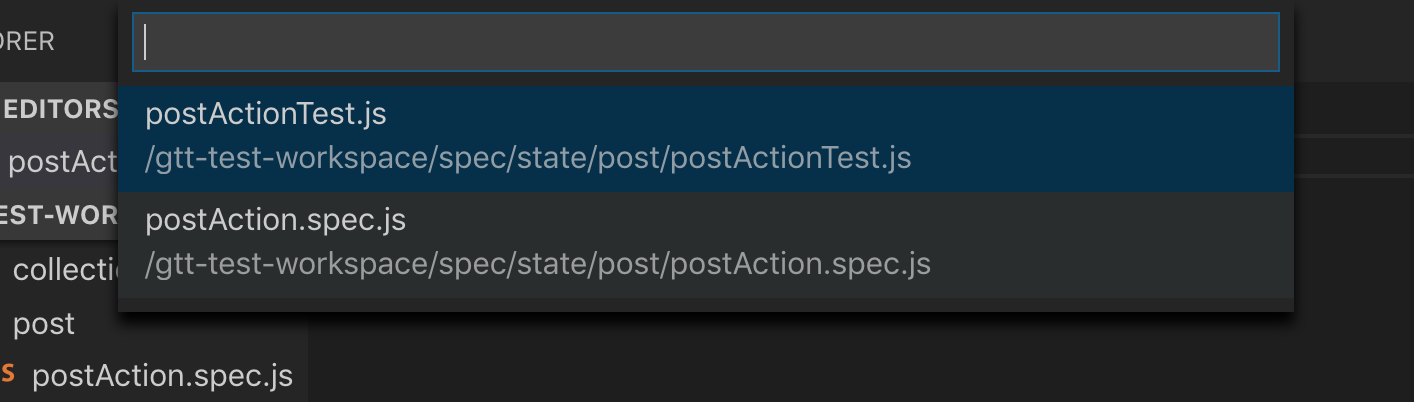 ORER
postActionTest.js
EDITORS
/gtt-test-workspace/spec/state/post/postActionTest.js
postAct
postAction.spec.js
EST-WOR
/gtt-test-workspace/spec/state/post/postAction.spec.js
collectio
post
S postAction.spec.js